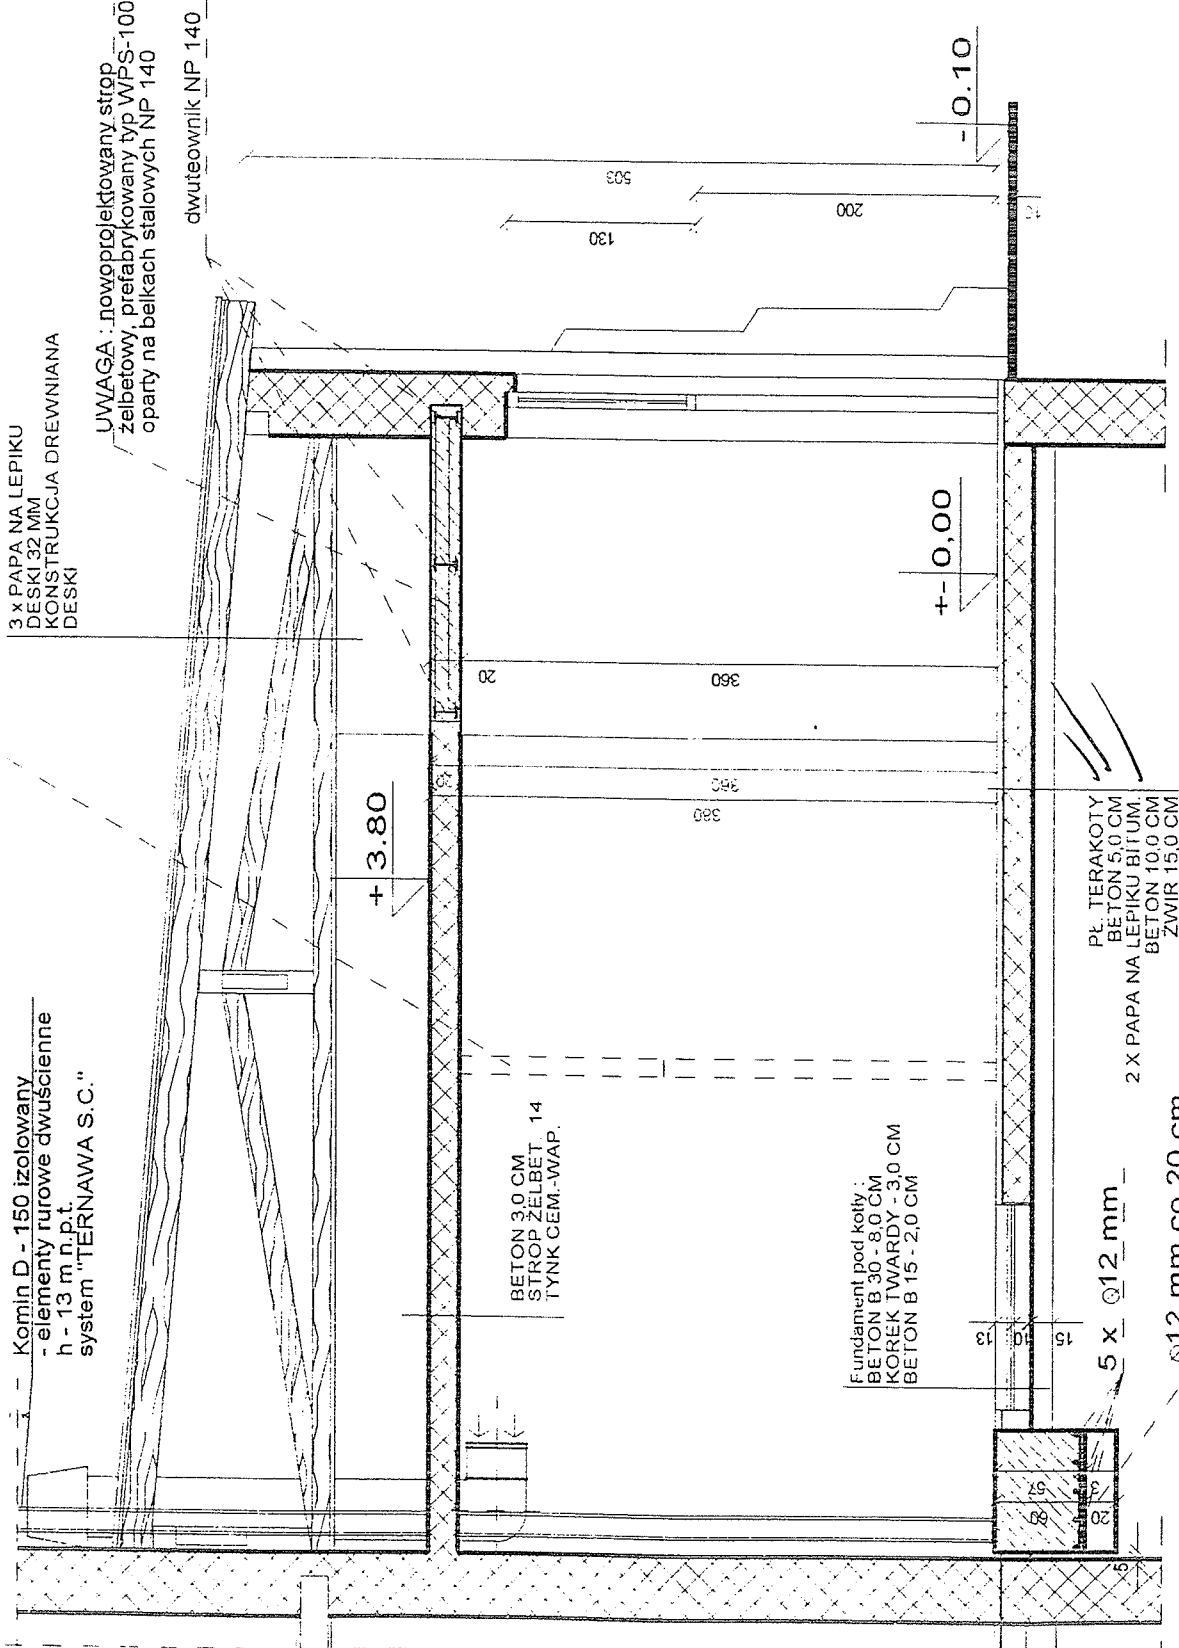 Komin D - 150 izolowany
- elementy rurowe dwuścienne
h - 13 m n.p.t.
system "TERNAWA S.C."
3 x PAPA NA LEPIKU
DESKI 32 MM
KONSTRUKCJA DREWNIANA
DESKI
UWAGA : nowoprojektowany strop
żelbetowy, prefabrykowany typ WPS-100
oparty na belkach stalowych NP 140
dwuteownik NP 140
+ 3.80
503
130
200
- 0.10
20
360
360
380
+- 0,00
BETON 3,0 CM
STROP ŻELBET. 14
TYNK CEM.-WAP.
Fundament pod kotły :
BETON B 30 - 8,0 CM
KOREK TWARDY - 3,0 CM
BETON B 15 - 2,0 CM
PŁ. TERAKOTY
BETON 5,0 CM
2 X PAPA NA LEPIKU BITUM.
BETON 10,0 CM
ŻWIR 15,0 CM
13
10
15
57
3
60
20
5
5 x ∅12 mm
∅12 mm co 20 cm